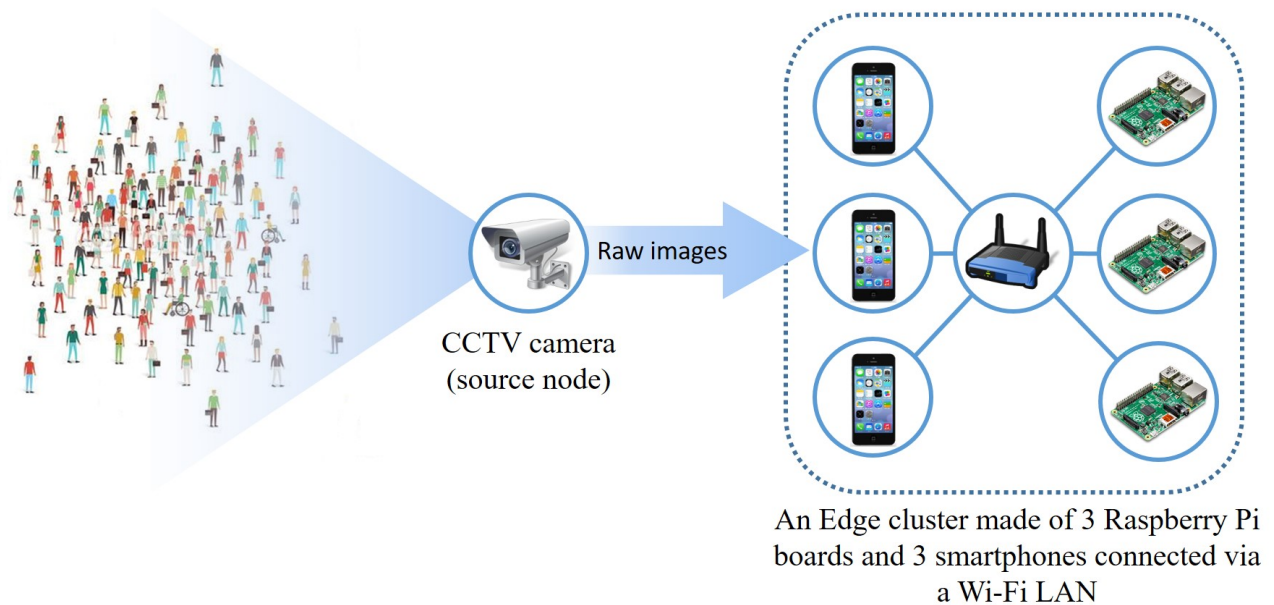 Raw images
CCTV camera
(source node)
An Edge cluster made of 3 Raspberry Pi
boards and 3 smartphones connected via
a Wi-Fi LAN